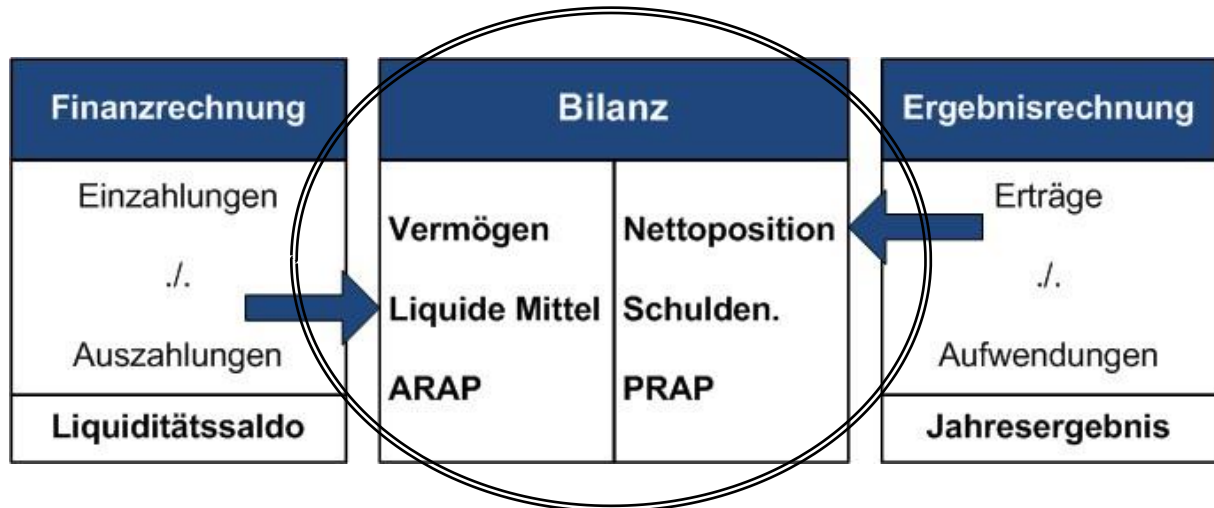 Finanzrechnung
Einzahlungen
./.
Auszahlungen
Liquiditätssaldo
Bilanz
Vermögen
Liquide Mittel
ARAP
Nettoposition
Schulden.
PRAP
Ergebnisrechnung
Erträge
./.
Aufwendungen
Jahresergebnis